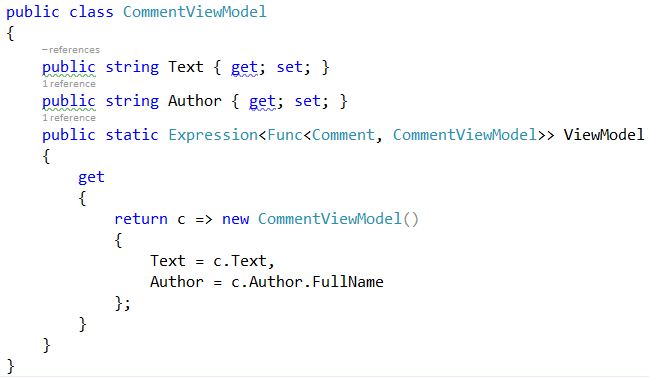 public class CommentViewModel
{
–references
public string Text { get; set; }
1 reference
public string Author { get; set; }
1 reference
public static Expression<Func<Comment, CommentViewModel>> ViewModel
{
get
{
return c => new CommentViewModel()
{
Text = c.Text,
Author = c.Author.FullName
};
}
}
}